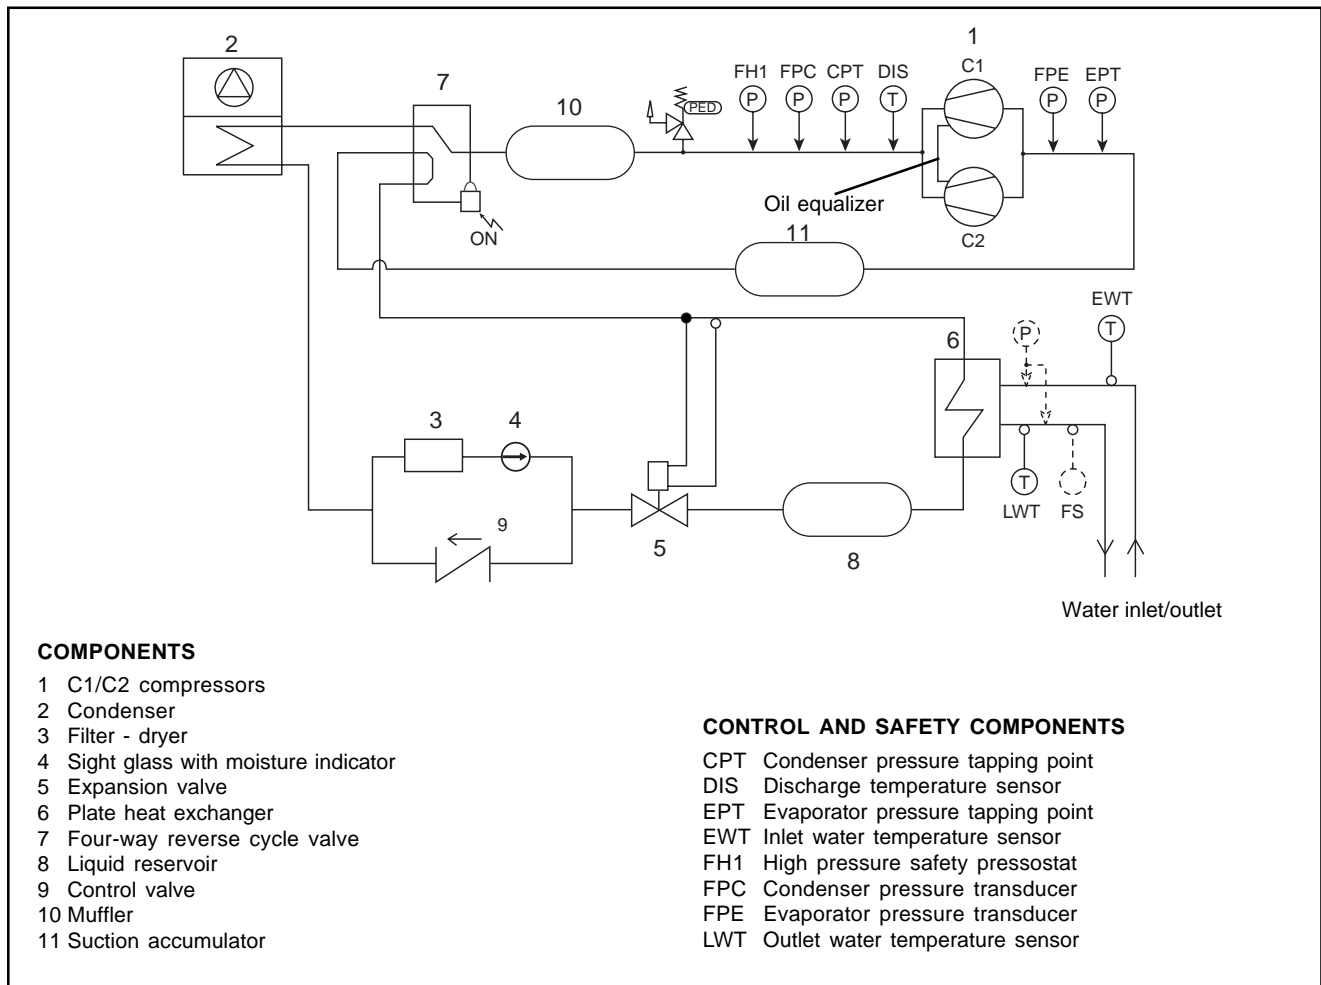 2
7
10
PED
FH1 FPC CPT DIS
P P P T
1
C1
FPE EPT
P P
Oil equalizer
C2
ON
11
EWT
T
P
6
3
4
9
5
8
T
LWT FS
Water inlet/outlet
COMPONENTS
1 C1/C2 compressors
2 Condenser
3 Filter - dryer
4 Sight glass with moisture indicator
5 Expansion valve
6 Plate heat exchanger
7 Four-way reverse cycle valve
8 Liquid reservoir
9 Control valve
10 Muffler
11 Suction accumulator
CONTROL AND SAFETY COMPONENTS
CPT Condenser pressure tapping point
DIS Discharge temperature sensor
EPT Evaporator pressure tapping point
EWT Inlet water temperature sensor
FH1 High pressure safety pressostat
FPC Condenser pressure transducer
FPE Evaporator pressure transducer
LWT Outlet water temperature sensor